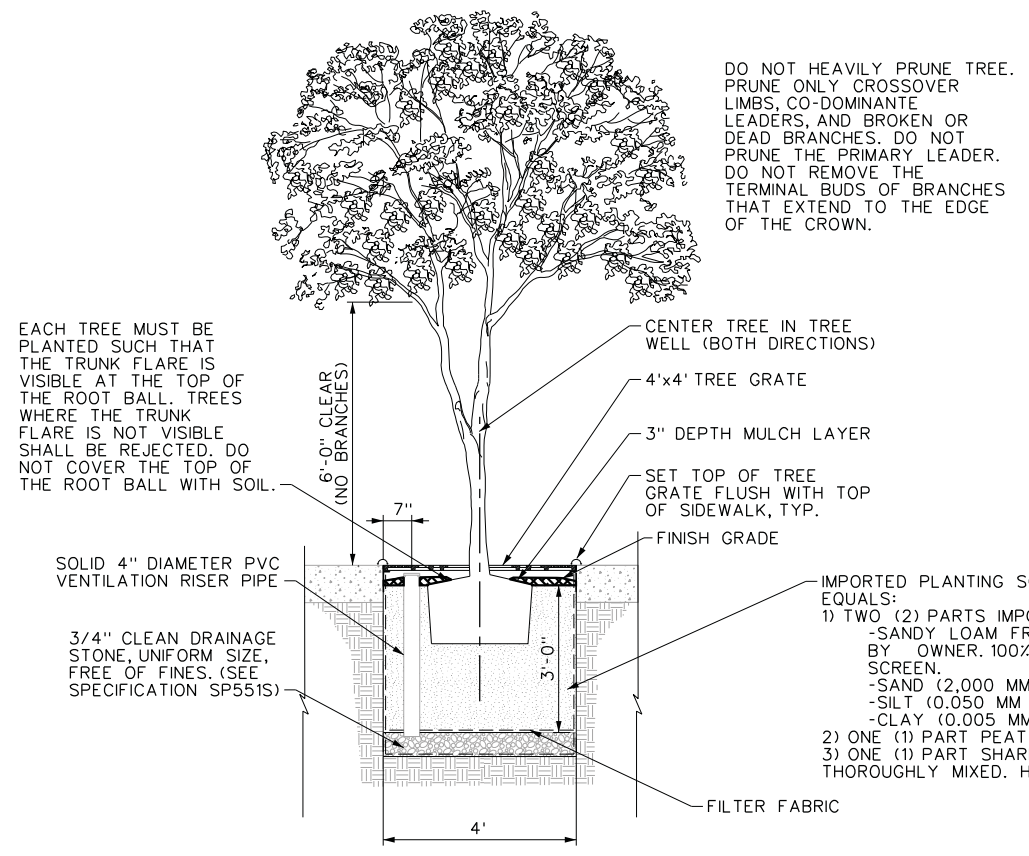 DO NOT HEAVILY PRUNE TREE.
PRUNE ONLY CROSSOVER
LIMBS, CO-DOMINANTE
LEADERS, AND BROKEN OR
DEAD BRANCHES. DO NOT
PRUNE THE PRIMARY LEADER.
DO NOT REMOVE THE
TERMINAL BUDS OF BRANCHES
THAT EXTEND TO THE EDGE
OF THE CROWN.
EACH TREE MUST BE
PLANTED SUCH THAT
THE TRUNK FLARE IS
VISIBLE AT THE TOP OF
THE ROOT BALL. TREES
WHERE THE TRUNK
FLARE IS NOT VISIBLE
SHALL BE REJECTED. DO
NOT COVER THE TOP OF
THE ROOT BALL WITH SOIL.
6'-0" CLEAR
(NO BRANCHES)
7"
CENTER TREE IN TREE
WELL (BOTH DIRECTIONS)
4'x4' TREE GRATE
3" DEPTH MULCH LAYER
SET TOP OF TREE
GRATE FLUSH WITH TOP
OF SIDEWALK, TYP.
FINISH GRADE
SOLID 4" DIAMETER PVC
VENTILATION RISER PIPE
3/4" CLEAN DRAINAGE
STONE, UNIFORM SIZE,
FREE OF FINES. (SEE
SPECIFICATION SP551S)
3'-0"
IMPORTED PLANTING
EQUALS:
1) TWO (2) PARTS
-SANDY LOAM
BY OWNER. 100%
SCREEN.
-SAND (2,000 MM
-SILT (0.050 MM
-CLAY (0.005 MM
2) ONE (1) PART PEAT
3) ONE (1) PART
THOROUGHLY MIXED.
FILTER FABRIC
4'